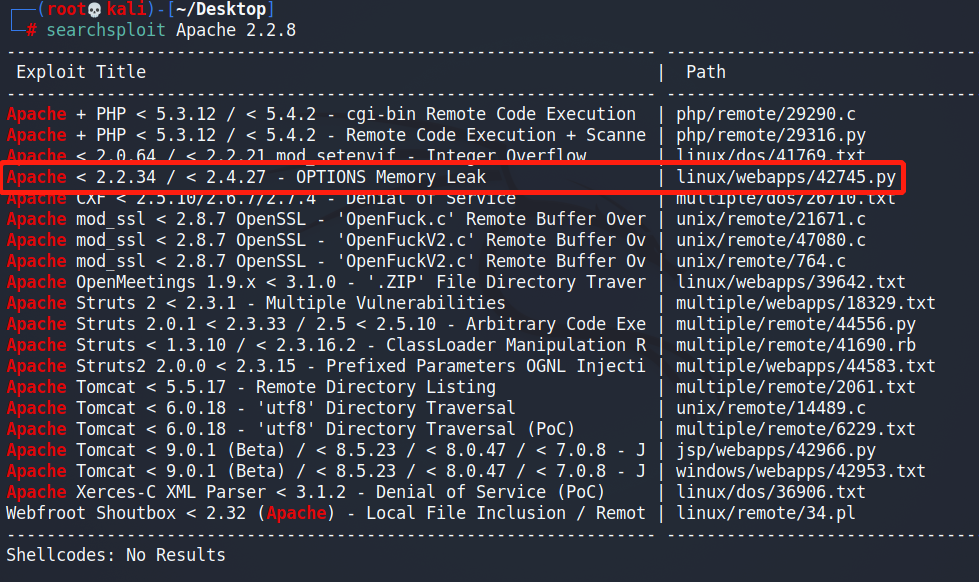 (root💀kali)-[~/Desktop]
# searchsploit Apache 2.2.8
Exploit Title | Path
Apache + PHP < 5.3.12 / < 5.4.2 - cgi-bin Remote Code Execution | php/remote/29290.c
Apache + PHP < 5.3.12 / < 5.4.2 - Remote Code Execution + Scanne | php/remote/29316.py
Apache < 2.0.64 / < 2.2.21 mod_setenvif - Integer Overflow | linux/dos/41769.txt
Apache < 2.2.34 / < 2.4.27 - OPTIONS Memory Leak | linux/webapps/42745.py
Apache CXF < 2.5.10/2.6.7/2.7.4 - Denial of Service | multiple/dos/26710.txt
Apache mod_ssl < 2.8.7 OpenSSL - 'OpenFuck.c' Remote Buffer Over | unix/remote/21671.c
Apache mod_ssl < 2.8.7 OpenSSL - 'OpenFuckV2.c' Remote Buffer Ov | unix/remote/47080.c
Apache mod_ssl < 2.8.7 OpenSSL - 'OpenFuckV2.c' Remote Buffer Ov | unix/remote/764.c
Apache OpenMeetings 1.9.x < 3.1.0 - '.ZIP' File Directory Traver | linux/webapps/39642.txt
Apache Struts 2 < 2.3.1 - Multiple Vulnerabilities | multiple/webapps/18329.txt
Apache Struts 2.0.1 < 2.3.33 / 2.5 < 2.5.10 - Arbitrary Code Exe | multiple/remote/44556.py
Apache Struts < 1.3.10 / < 2.3.16.2 - ClassLoader Manipulation R | multiple/remote/41690.rb
Apache Struts2 2.0.0 < 2.3.15 - Prefixed Parameters OGNL Injecti | multiple/webapps/44583.txt
Apache Tomcat < 5.5.17 - Remote Directory Listing | multiple/remote/2061.txt
Apache Tomcat < 6.0.18 - 'utf8' Directory Traversal | unix/remote/14489.c
Apache Tomcat < 6.0.18 - 'utf8' Directory Traversal (PoC) | multiple/remote/6229.txt
Apache Tomcat < 9.0.1 (Beta) / < 8.5.23 / < 8.0.47 / < 7.0.8 - J | jsp/webapps/42966.py
Apache Tomcat < 9.0.1 (Beta) / < 8.5.23 / < 8.0.47 / < 7.0.8 - J | windows/webapps/42953.txt
Apache Xerces-C XML Parser < 3.1.2 - Denial of Service (PoC) | linux/dos/36906.txt
Webfroot Shoutbox < 2.32 (Apache) - Local File Inclusion / Remot | linux/remote/34.pl
Shellcodes: No Results